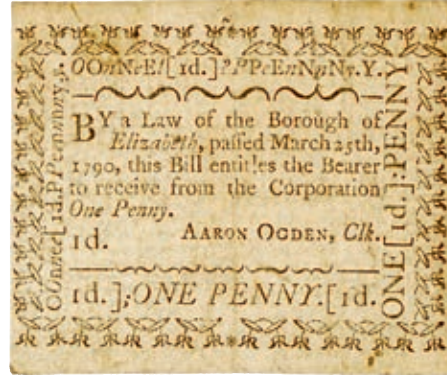 OOnNeE![1d.]?PPeEnNnNy.Y.
BY a Law of the Borough of
Elizabeth, paſſed March 25th,
1790, this Bill entitles the Bearer
to receive from the Corporation
One Penny.
1d. AARON OGDEN, Clk.
1d.];ONE PENNY.[1d.
ONE[1d.]:PENNY